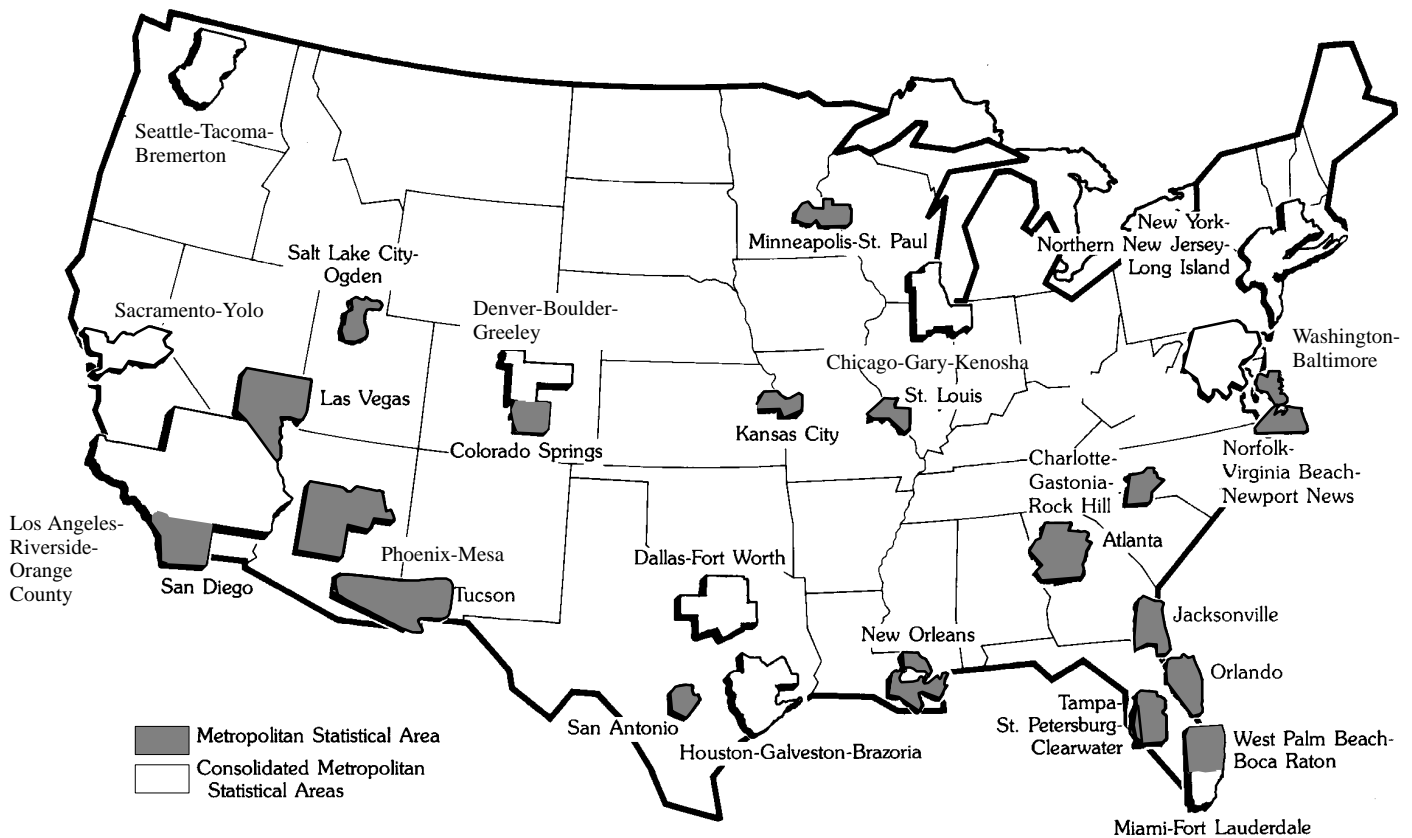 Seattle-Tacoma-
Bremerton
Salt Lake City-
Ogden
Sacramento-Yolo
Denver-Boulder-
Greeley
Las Vegas
Colorado Springs
Los Angeles-
Riverside-
Orange
County
San Diego
Phoenix-Mesa
Tucson
Minneapolis-St. Paul
New York-
Northern New Jersey-
Long Island
Chicago-Gary-Kenosha
St. Louis
Kansas City
Washington-
Baltimore
Norfolk-
Virginia Beach-
Newport News
Charlotte-
Gastonia-
Rock Hill
Atlanta
Dallas-Fort Worth
New Orleans
San Antonio
Houston-Galveston-Brazoria
Jacksonville
Orlando
Tampa-
St. Petersburg-
Clearwater
West Palm Beach-
Boca Raton
Miami-Fort Lauderdale
Metropolitan Statistical Area
Consolidated Metropolitan
Statistical Areas